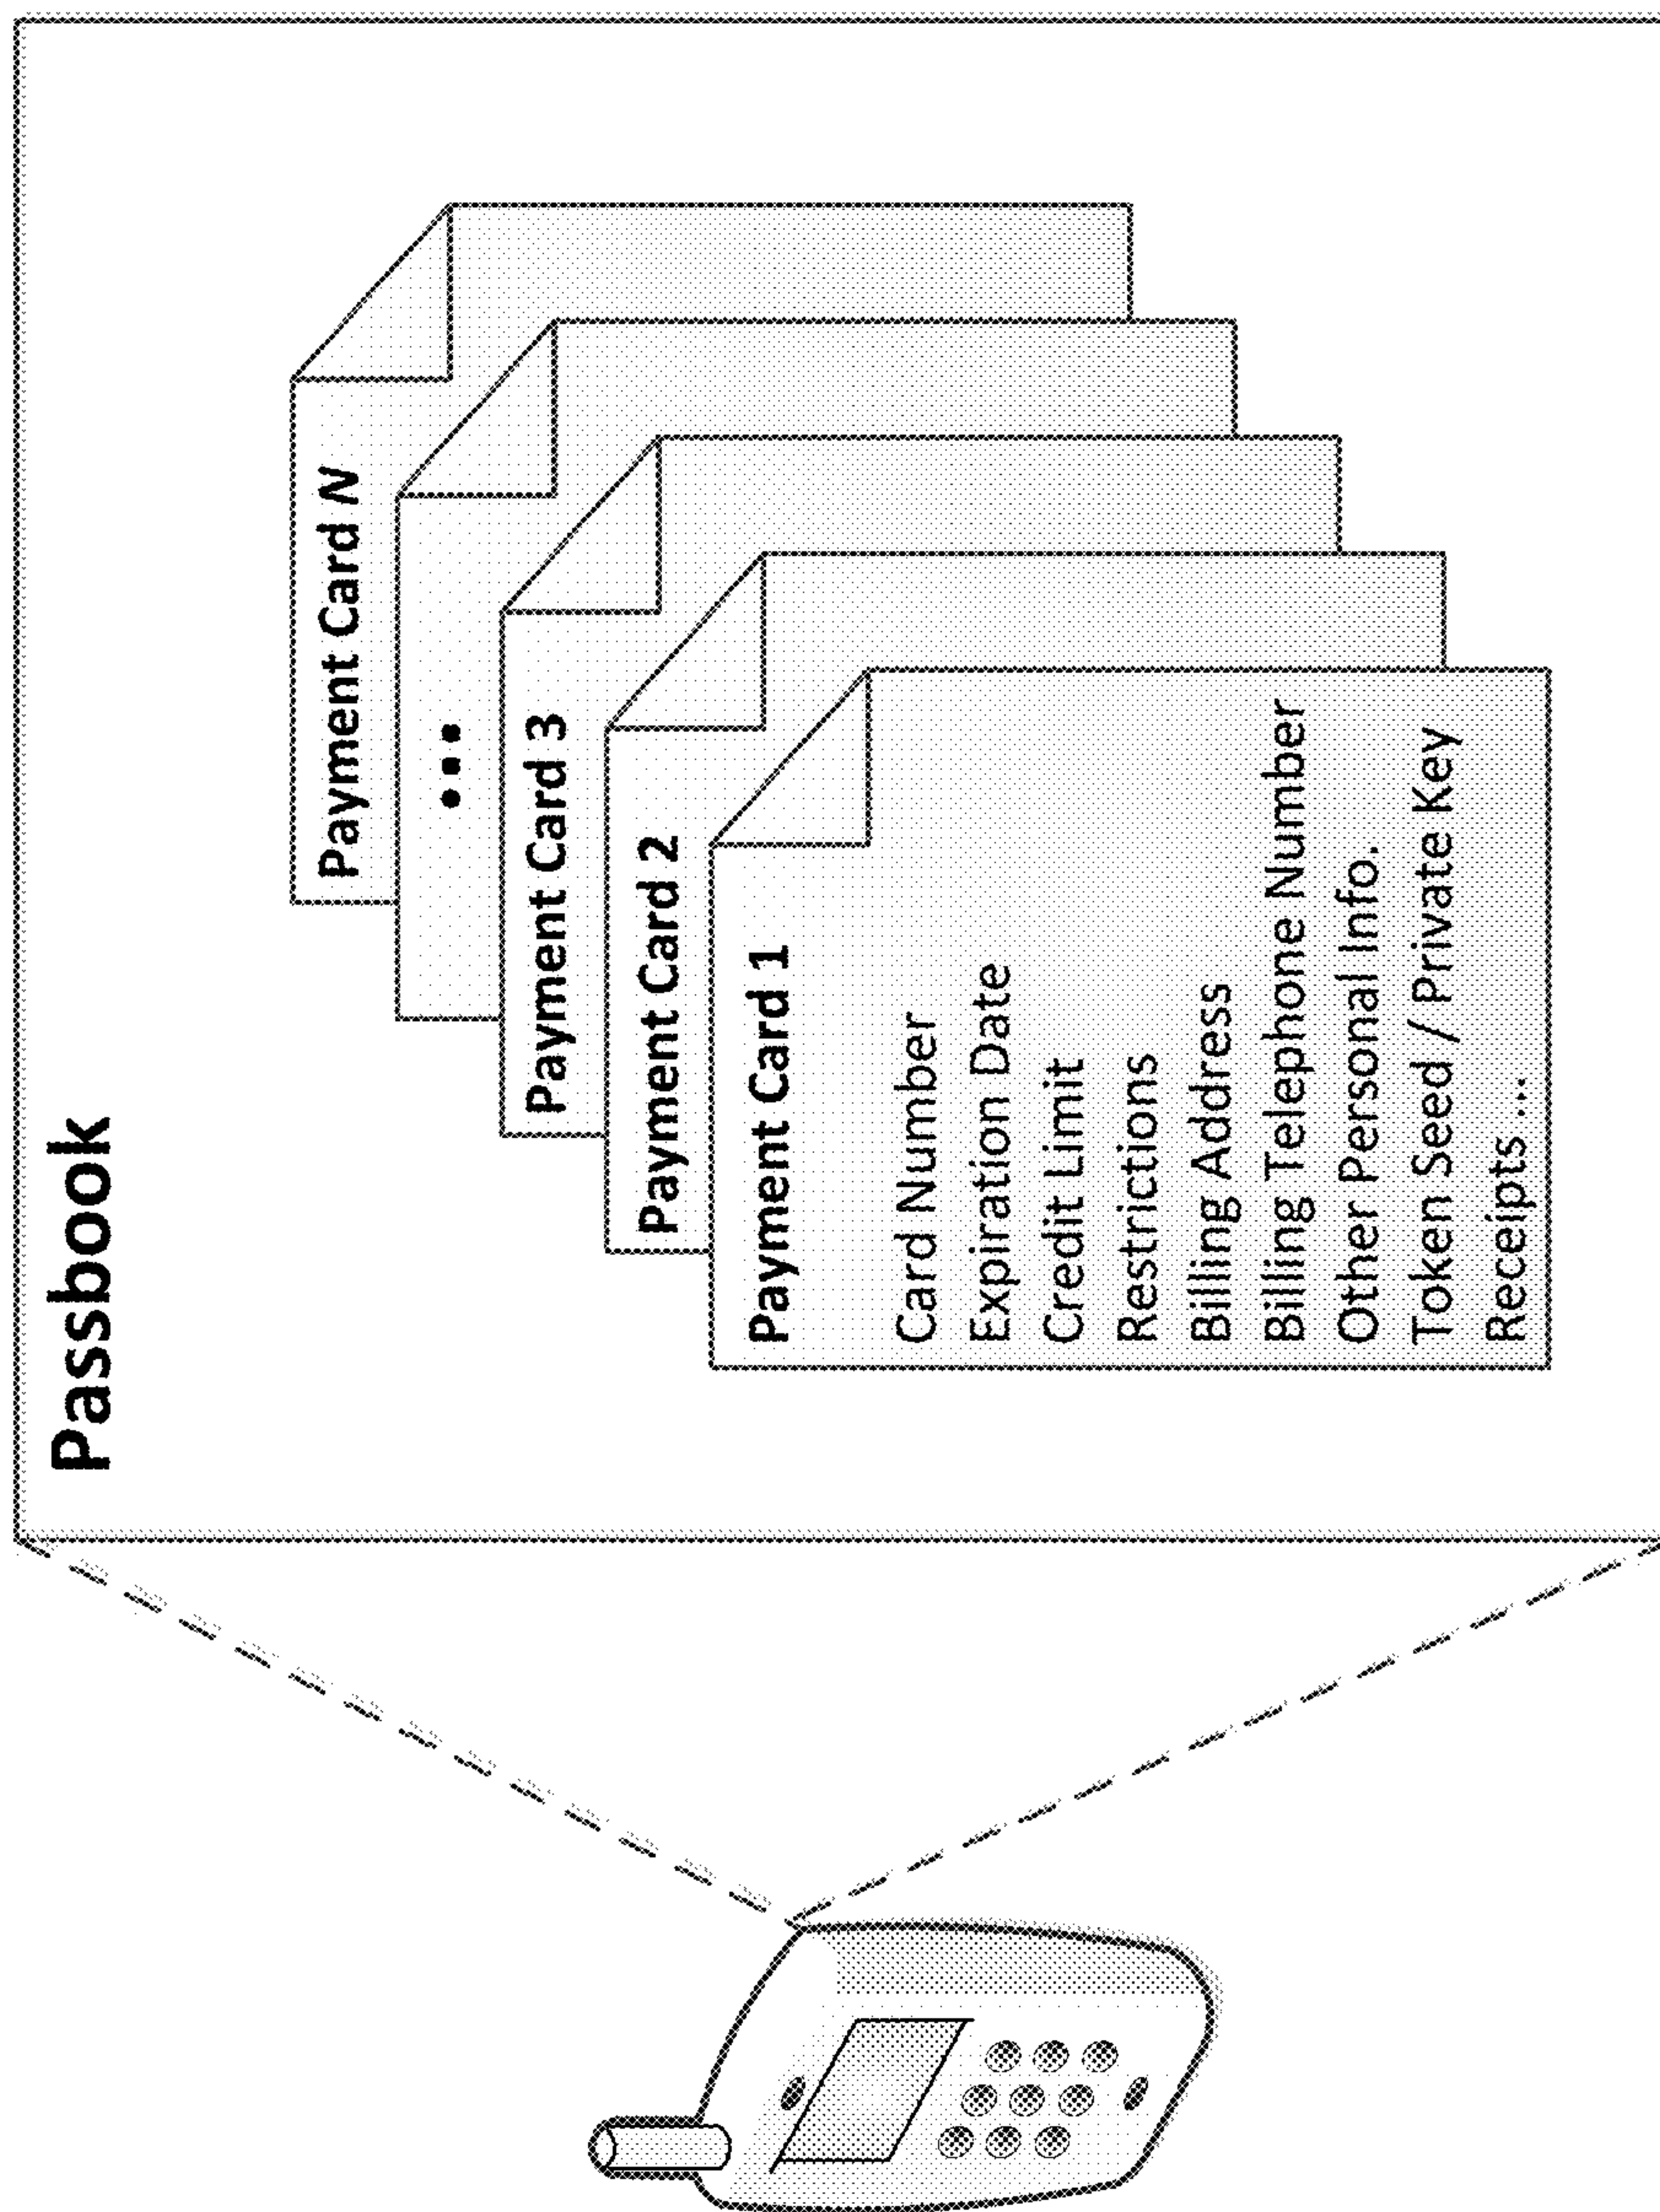 Passbook
Payment Card N
•••
Payment Card 3
Payment Card 2
Payment Card 1
Card Number
Expiration Date
Credit Limit
Restrictions
Billing Address
Billing Telephone Number
Other Personal Info.
Token Seed / Private Key
Receipts ...